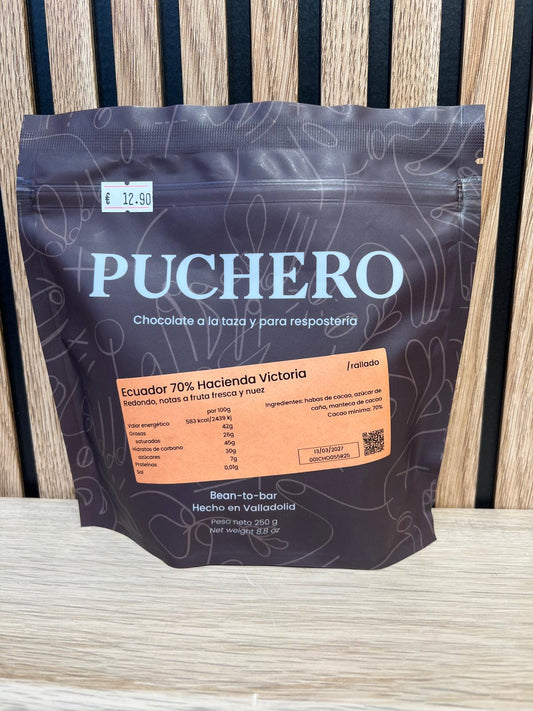 € 12.90
PUCHERO
Chocolate a la taza y para respostería
Ecuador 70% Hacienda Victoria
/rallado
Redondo, notas a fruta fresca y nuez
por 100g
Valor energético 583 kcal/2439 kj
Grasas 42g
saturadas 26g
Hidratos de carbono 45g
azúcares 30g
Proteínas 7g
Sal 0,01g
Ingredientes: habas de cacao, azúcar de
caña, manteca de cacao
Cacao mínimo: 70%
13/03/2027
001CHO055#25
Bean-to-bar
Hecho en Valladolid
Peso neto 250 g
Net weight 8.8 oz